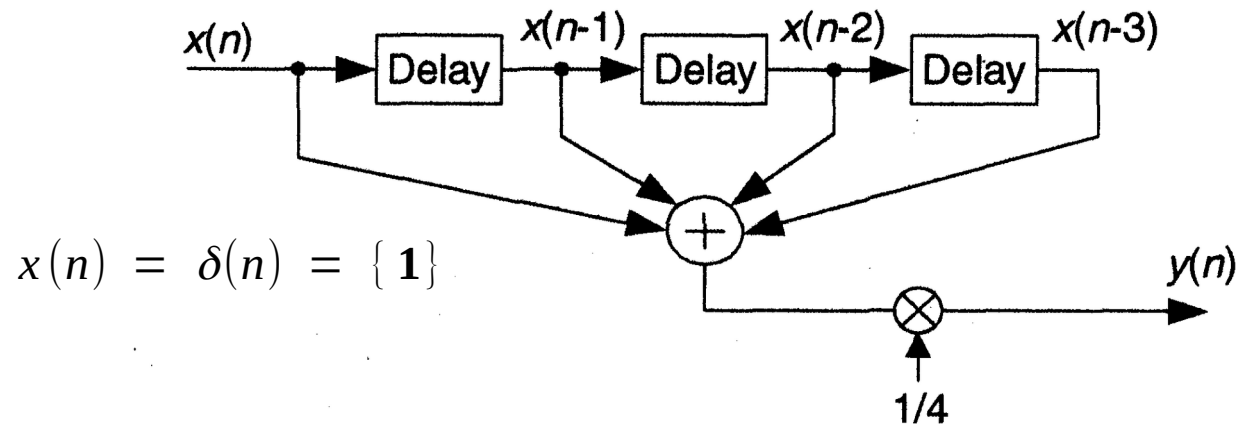 x(n)
x(n-1)
x(n-2)
x(n-3)
Delay
Delay
Delay
+
x(n) = δ(n) = {1}
y(n)
1/4